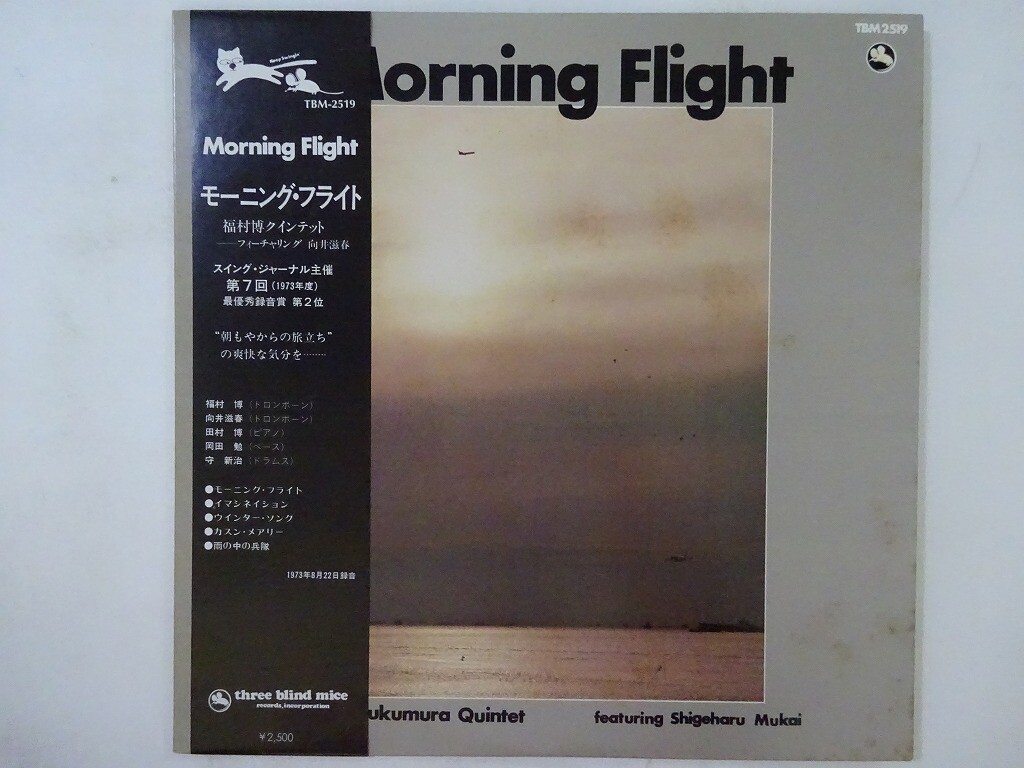 Keep Swingin'
TBM-2519
Morning Flight
モーニング・フライト
福村博クインテット
──フィーチャリング 向井滋春
スイング・ジャーナル主催
第7回(1973年度)
最優秀録音賞 第2位
“朝もやからの旅立ち”
の爽快な気分を………
福村 博(トロンボーン)
向井滋春(トロンボーン)
田村 博(ピアノ)
岡田 勉(ベース)
守 新治(ドラムス)
●モーニング・フライト
●イマジネイション
●ウインター・ソング
●カズン・メアリー
●雨の中の兵隊
1973年8月22日録音
three blind mice
records, incorporation
¥2,500
TBM 2519
Morning Flight
ukumura Quintet
featuring Shigeharu Mukai